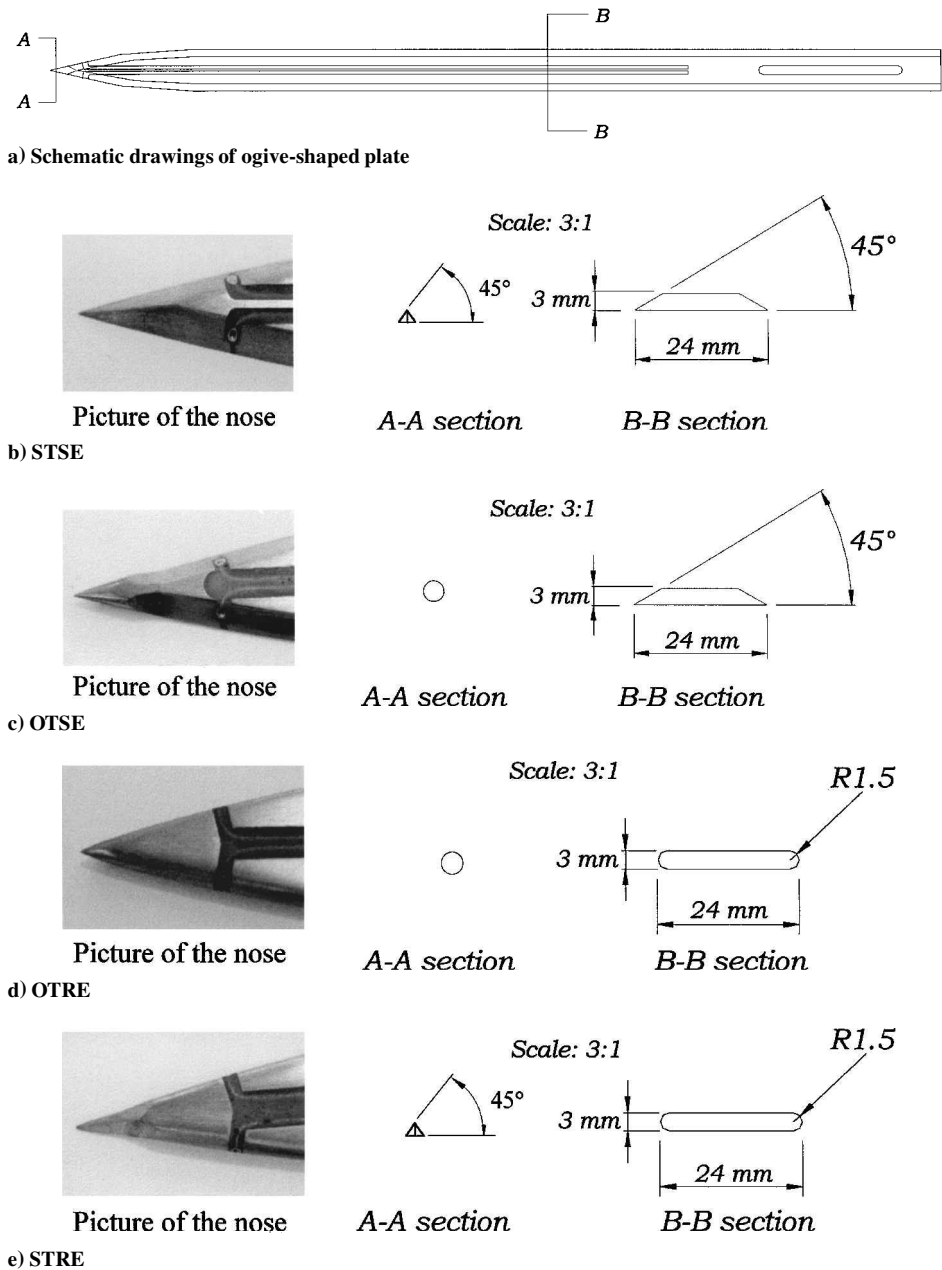 A
B
A
B
a) Schematic drawings of ogive-shaped plate
Scale: 3:1
45°
3 mm
45°
24 mm
Picture of the nose
A-A section
B-B section
b) STSE
Scale: 3:1
45°
3 mm
24 mm
Picture of the nose
A-A section
B-B section
c) OTSE
Scale: 3:1
R1.5
3 mm
24 mm
Picture of the nose
A-A section
B-B section
d) OTRE
Scale: 3:1
R1.5
45°
3 mm
24 mm
Picture of the nose
A-A section
B-B section
e) STRE